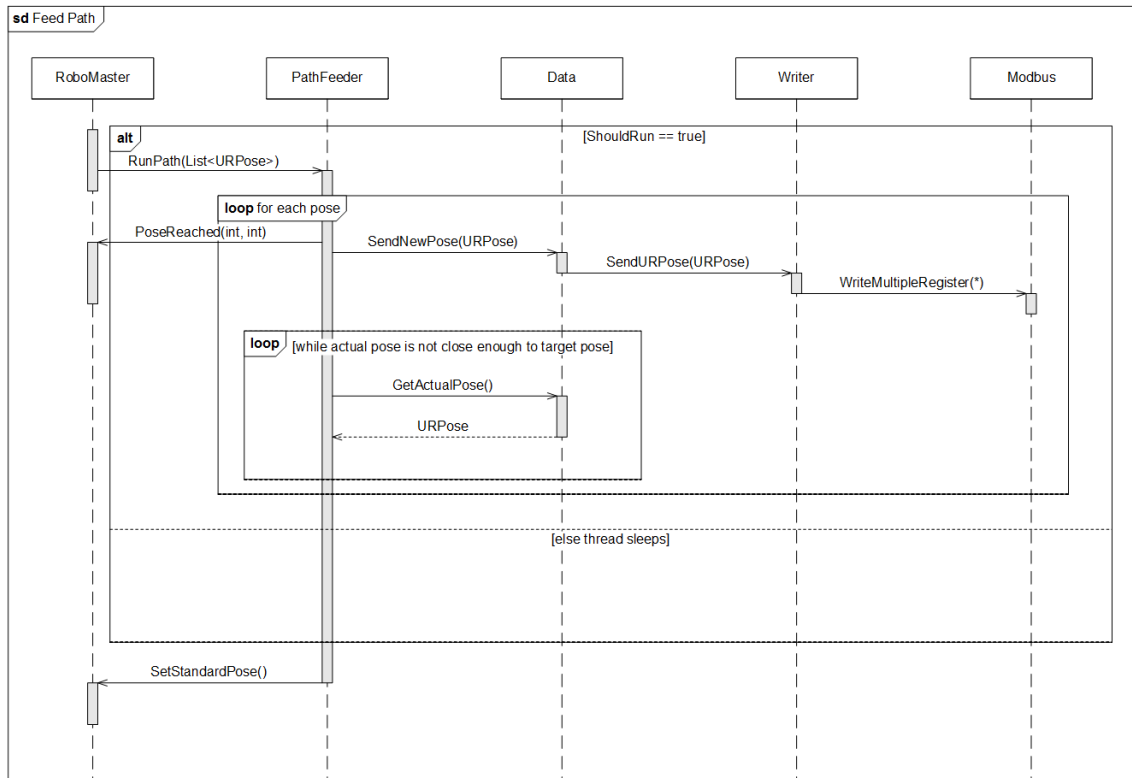 sd Feed Path
RoboMaster
PathFeeder
Data
Writer
Modbus
alt
[ShouldRun == true]
RunPath(List<URPose>)
loop for each pose
PoseReached(int, int)
SendNewPose(URPose)
SendURPose(URPose)
WriteMultipleRegister(*)
loop
[while actual pose is not close enough to target pose]
GetActualPose()
URPose
[else thread sleeps]
SetStandardPose()